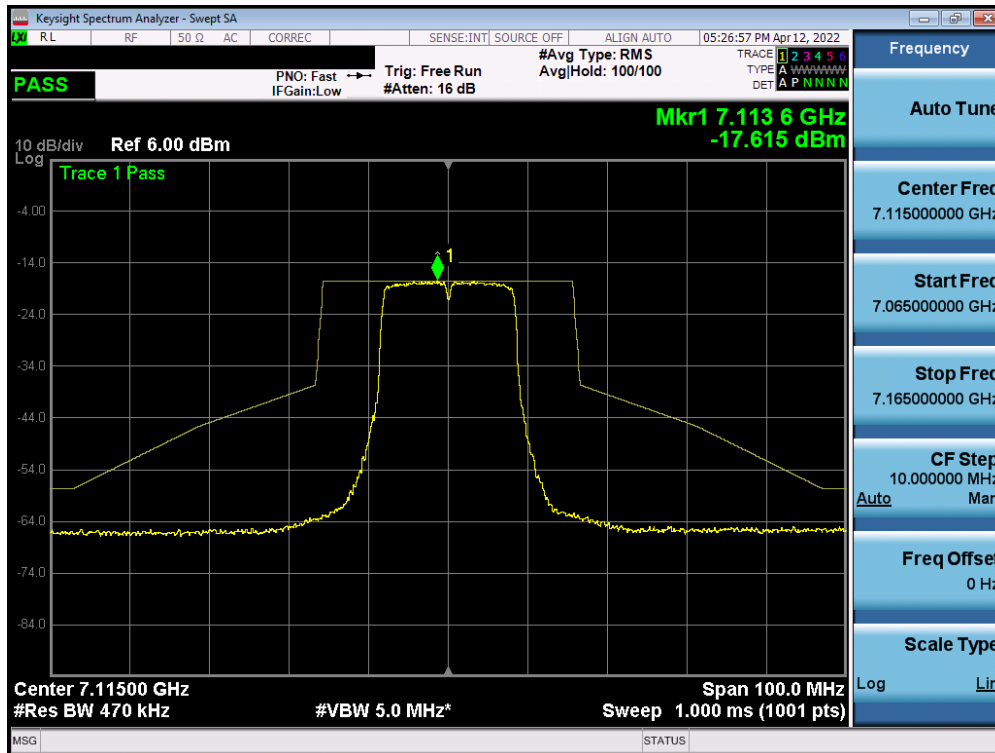 Keysight Spectrum Analyzer - Swept SA
LXI RL RF 50 Ω AC CORREC SENSE:INT SOURCE OFF ALIGN AUTO 05:26:57 PM Apr 12, 2022
PASS
PNO: Fast
IFGain:Low
Trig: Free Run
#Atten: 16 dB
#Avg Type: RMS
Avg|Hold: 100/100
TRACE 1 2 3 4 5 6
TYPE A WWWWW
DET A P N N N N
Mkr1 7.113 6 GHz
-17.615 dBm
10 dB/div Ref 6.00 dBm
Log
Trace 1 Pass
1
-4.00
-14.0
-24.0
-34.0
-44.0
-54.0
-64.0
-74.0
-84.0
Center 7.11500 GHz Span 100.0 MHz
#Res BW 470 kHz #VBW 5.0 MHz* Sweep 1.000 ms (1001 pts)
MSG STATUS
Frequency
Auto Tune
Center Freq
7.115000000 GHz
Start Freq
7.065000000 GHz
Stop Freq
7.165000000 GHz
CF Step
10.000000 MHz
Auto Man
Freq Offset
0 Hz
Scale Type
Log Lin